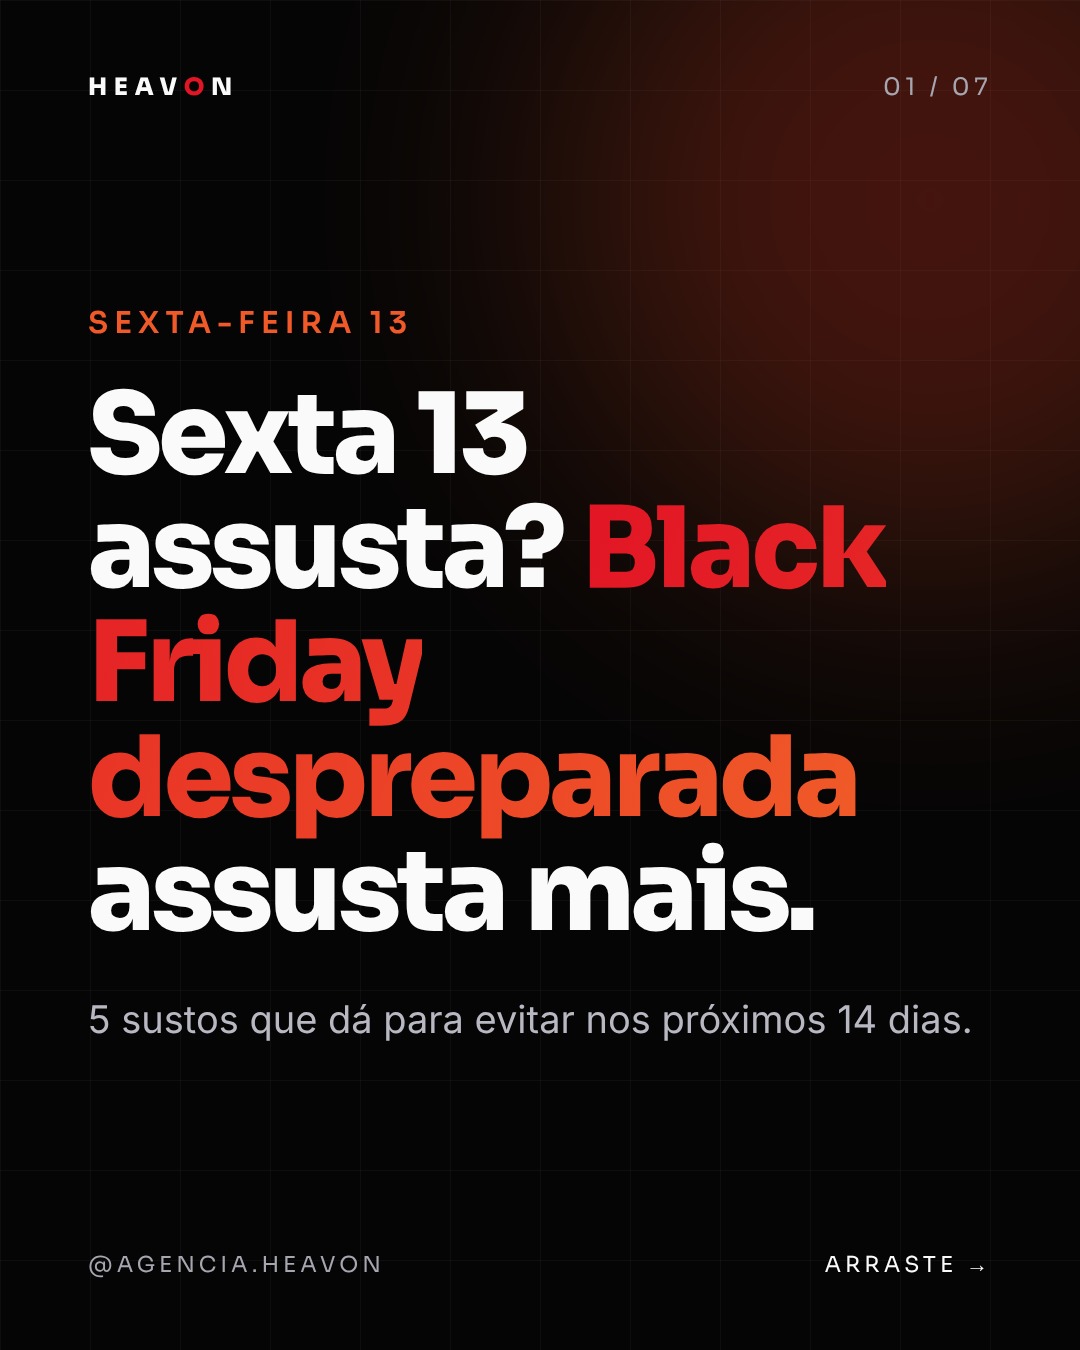 HEAVON
01 / 07
SEXTA-FEIRA 13
Sexta 13
assusta? Black
Friday
despreparada
assusta mais.
5 sustos que dá para evitar nos próximos 14 dias.
@AGENCIA.HEAVON
ARRASTE →